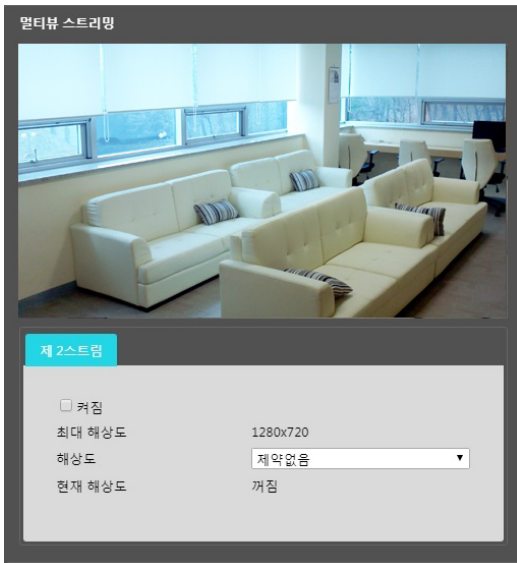 멀티뷰 스트리밍
제 2스트림
켜짐
최대 해상도 1280x720
해상도 제약없음
현재 해상도 꺼짐